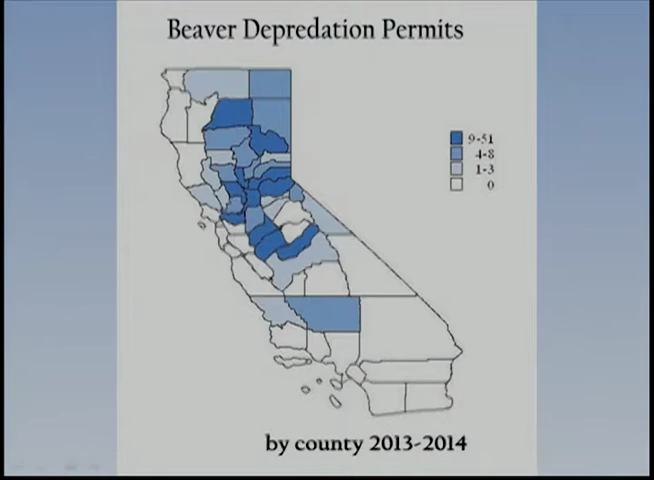 Beaver Depredation Permits
9-51
4-8
1-3
0
by county 2013-2014